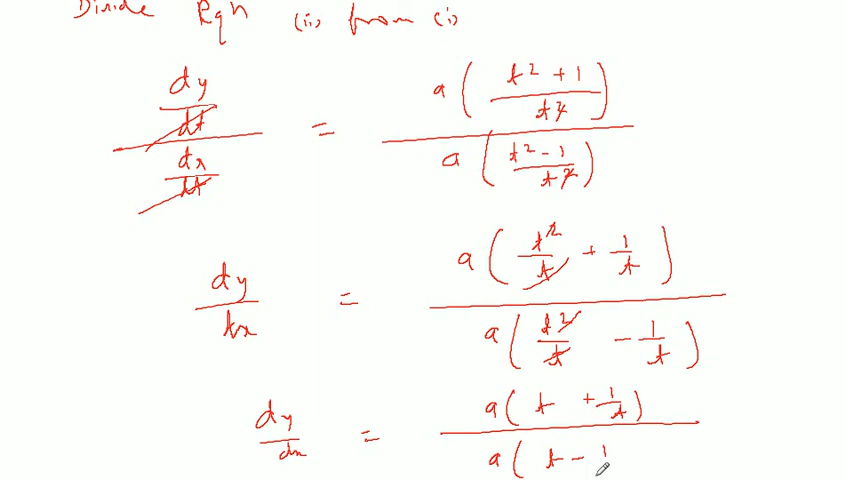 Divide Eqn (ii) from (i)
dy/dt / dx/dt = a ( t² + 1 / t² ) / a ( t² - 1 / t² )
dy/dx = a ( t²/t + 1/t ) / a ( t²/t - 1/t )
dy/dx = a ( t + 1/t ) / a ( t - 1